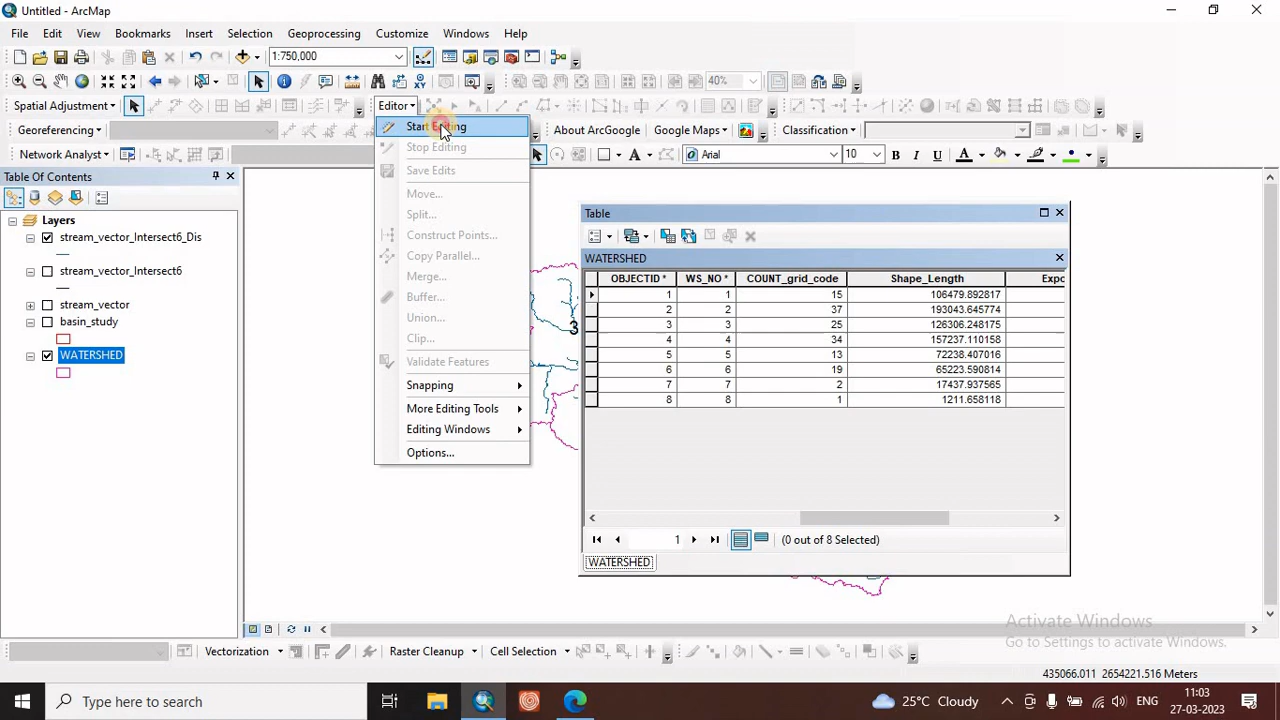 Untitled - ArcMap
File Edit View Bookmarks Insert Selection Geoprocessing Customize Windows Help
1:750,000
40%
Spatial Adjustment
Editor
Georeferencing
Start Editing
About ArcGoogle
Google Maps
Classification
Network Analyst
Stop Editing
Arial
10
B I U A
Table Of Contents
Save Edits
Move...
Split...
Construct Points...
Copy Parallel...
Merge...
Buffer...
Union...
Clip...
Validate Features
Snapping
More Editing Tools
Editing Windows
Options...
Layers
stream_vector_Intersect6_Dis
stream_vector_Intersect6
stream_vector
basin_study
WATERSHED
3
Table
WATERSHED
OBJECTID * WS_NO * COUNT_grid_code Shape_Length Expo
1 1 15 106479.892817
2 2 37 193043.645774
3 3 25 126306.248175
4 4 34 157237.110158
5 5 13 72238.407016
6 6 19 65223.590814
7 7 2 17437.937565
8 8 1 1211.658118
1 (0 out of 8 Selected)
WATERSHED
Activate Windows
Go to Settings to activate Windows.
Vectorization
Raster Cleanup
Cell Selection
435066.011 2654221.516 Meters
Type here to search
25°C Cloudy
ENG
11:03
27-03-2023